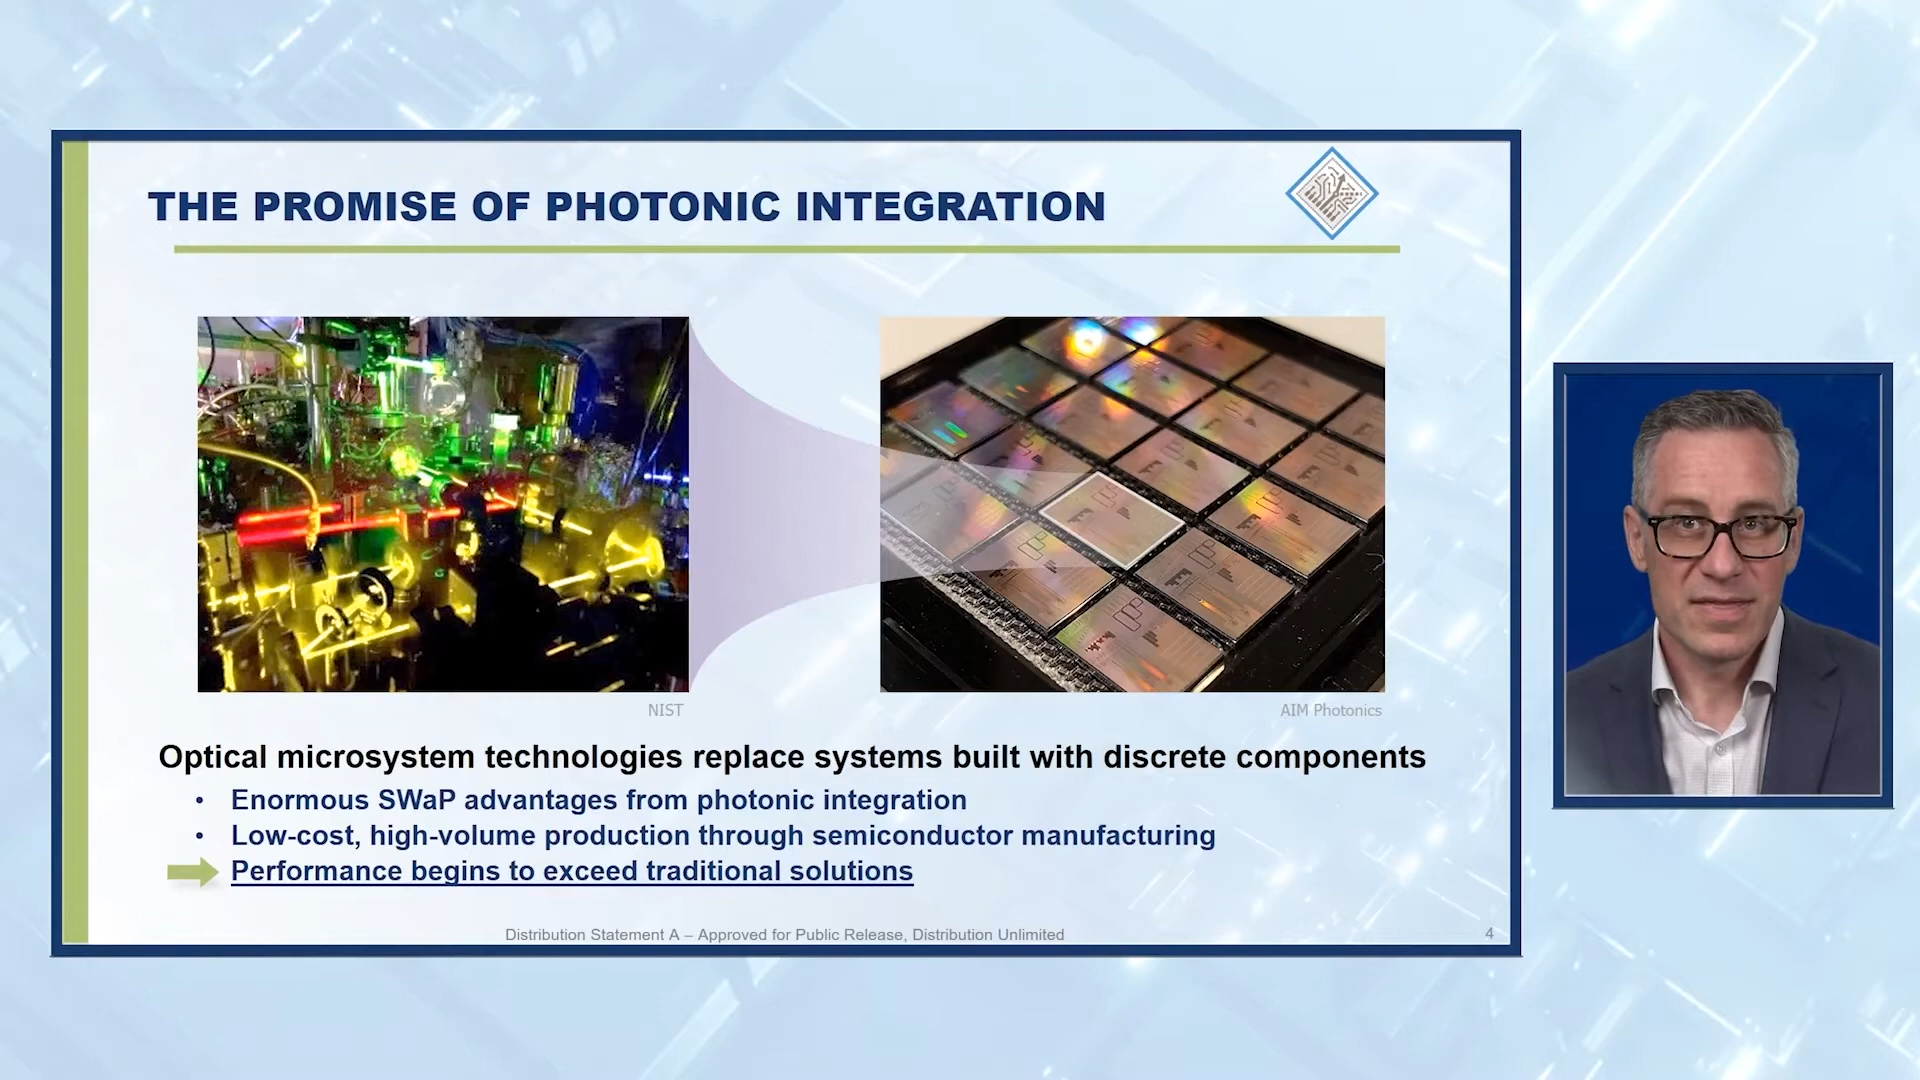 THE PROMISE OF PHOTONIC INTEGRATION
NIST
AIM Photonics
Optical microsystem technologies replace systems built with discrete components
• Enormous SWaP advantages from photonic integration
• Low-cost, high-volume production through semiconductor manufacturing
Performance begins to exceed traditional solutions
Distribution Statement A – Approved for Public Release, Distribution Unlimited
4